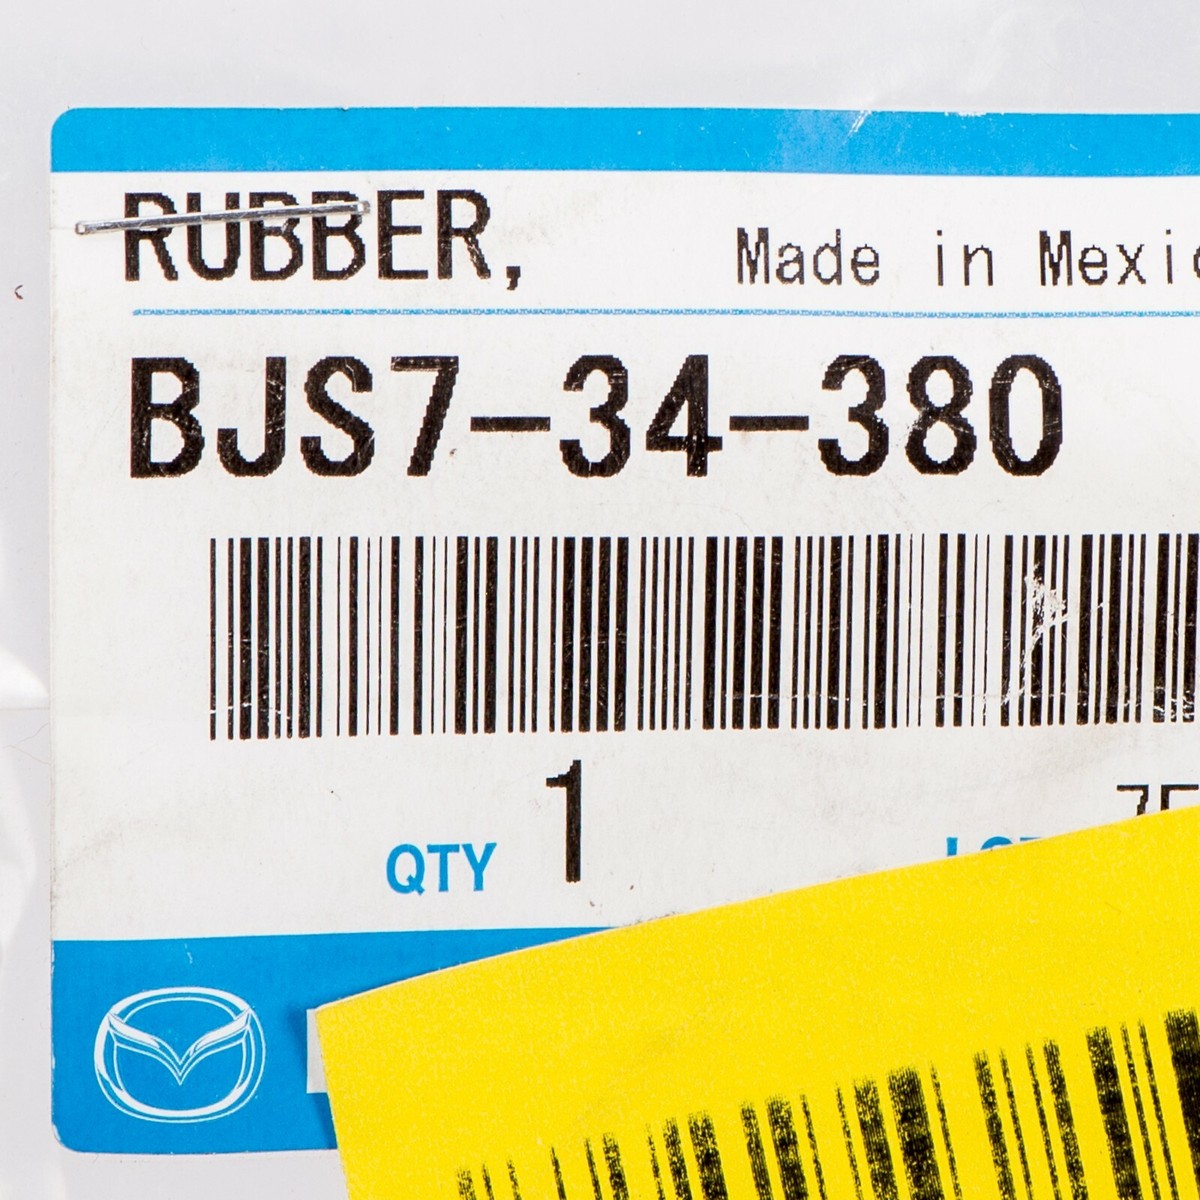 RUBBER,
Made in Mexic
BJS7-34-380
QTY 1